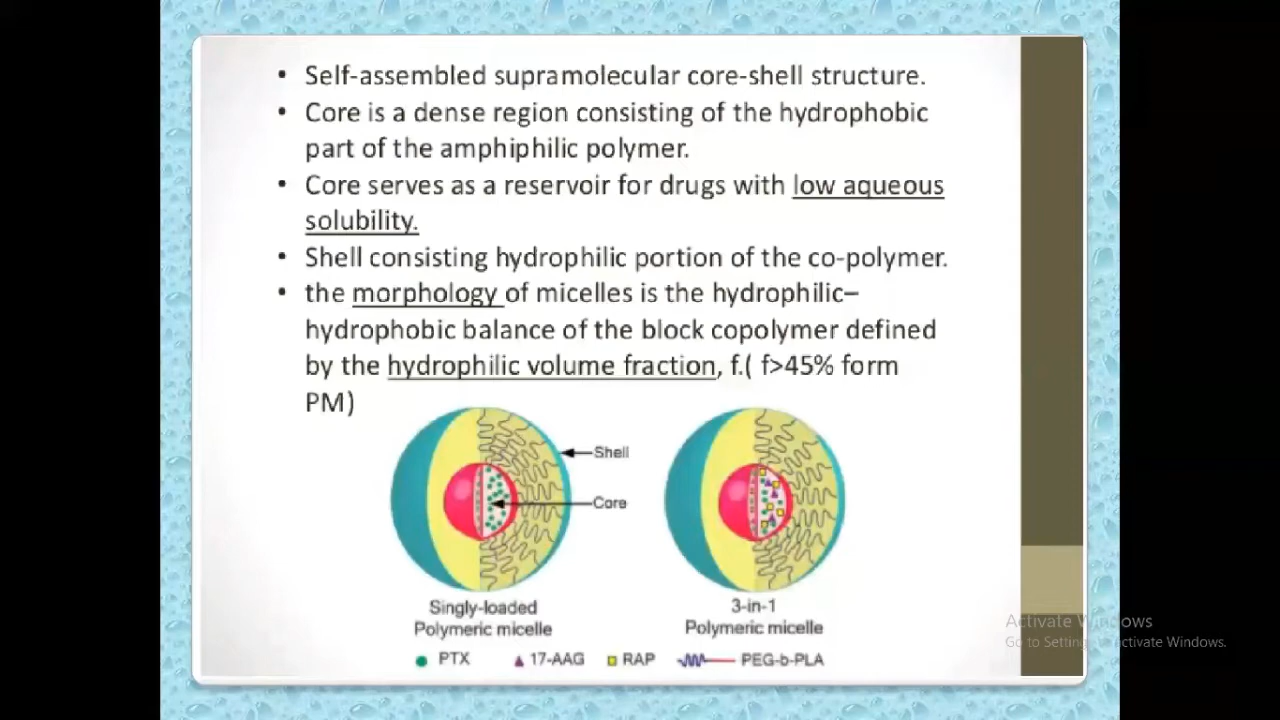 • Self-assembled supramolecular core-shell structure.
• Core is a dense region consisting of the hydrophobic
part of the amphiphilic polymer.
• Core serves as a reservoir for drugs with low aqueous
solubility.
• Shell consisting hydrophilic portion of the co-polymer.
• the morphology of micelles is the hydrophilic–
hydrophobic balance of the block copolymer defined
by the hydrophilic volume fraction, f.( f>45% form
PM)
Shell
Core
Singly-loaded
Polymeric micelle
3-in-1
Polymeric micelle
PTX 17-AAG RAP PEG-b-PLA
Activate Windows
Go to Settings to activate Windows.